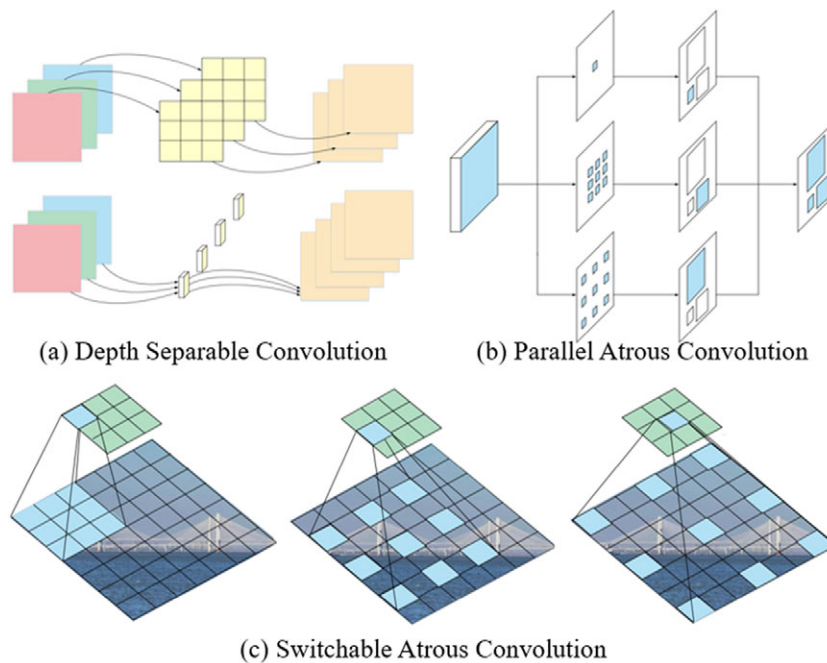 (a) Depth Separable Convolution
(b) Parallel Atrous Convolution
(c) Switchable Atrous Convolution